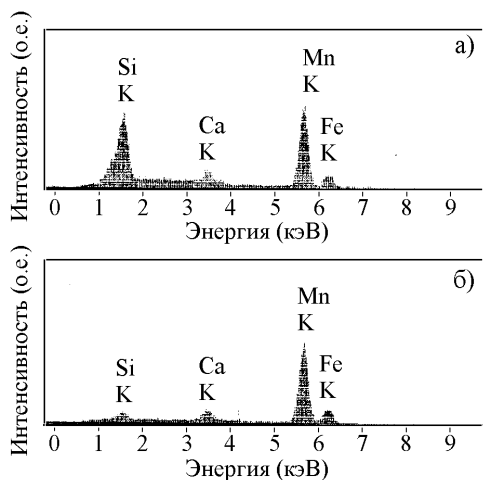 а)
Интенсивность (о.е.)
Si
K
Ca
K
Mn
K
Fe
K
0 1 2 3 4 5 6 7 8 9
Энергия (кэВ)
б)
Интенсивность (о.е.)
Si
K
Ca
K
Mn
K
Fe
K
0 1 2 3 4 5 6 7 8 9
Энергия (кэВ)